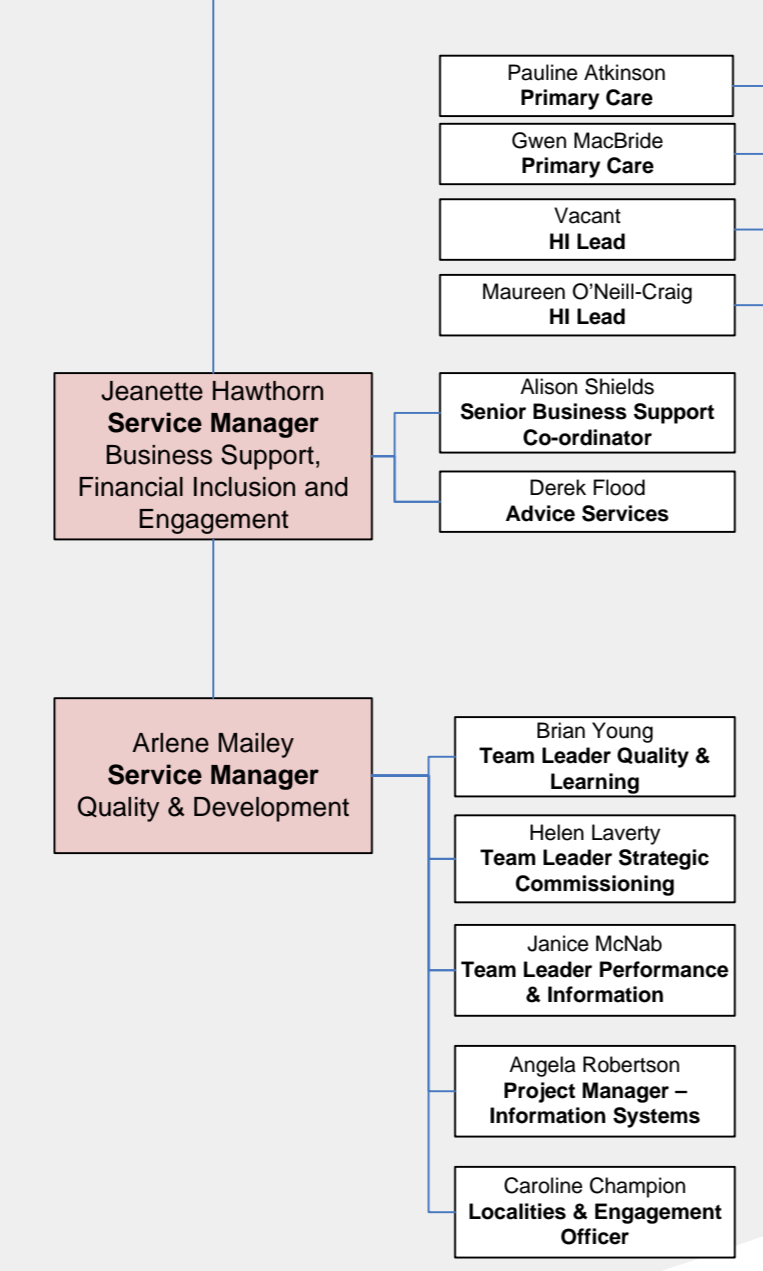 Pauline Atkinson
Primary Care
Gwen MacBride
Primary Care
Vacant
HI Lead
Maureen O’Neill-Craig
HI Lead
Jeanette Hawthorn
Service Manager
Business Support,
Financial Inclusion and
Engagement
Alison Shields
Senior Business Support
Co-ordinator
Derek Flood
Advice Services
Arlene Mailey
Service Manager
Quality & Development
Brian Young
Team Leader Quality &
Learning
Helen Laverty
Team Leader Strategic
Commissioning
Janice McNab
Team Leader Performance
& Information
Angela Robertson
Project Manager –
Information Systems
Caroline Champion
Localities & Engagement
Officer